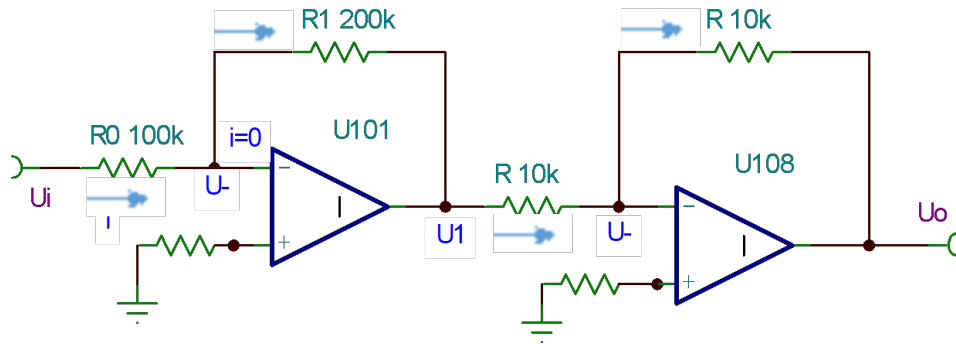 R1 200k
R 10k
R0 100k
i=0
U101
U108
R 10k
Ui
U-
I
U1
U-
Uo
I
I